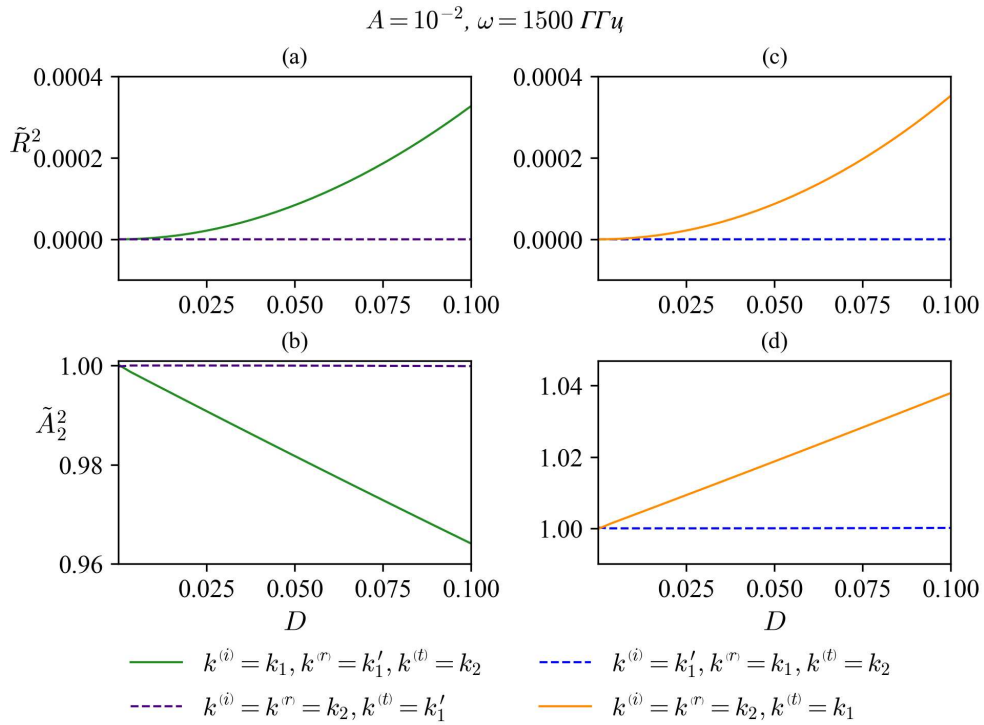 A = 10⁻², ω = 1500 ГГц
(a) (c)
0.0004 0.0004
R̃²
0.0002 0.0002
0.0000 0.0000
0.025 0.050 0.075 0.100 0.025 0.050 0.075 0.100
(b) (d)
1.00 1.04
Ã₂²
0.98 1.02
0.96 1.00
0.025 0.050 0.075 0.100 0.025 0.050 0.075 0.100
D D
k⁽ⁱ⁾ = k₁, k⁽ʳ⁾ = k₁′, k⁽ᵗ⁾ = k₂ k⁽ⁱ⁾ = k₁′, k⁽ʳ⁾ = k₁, k⁽ᵗ⁾ = k₂
k⁽ⁱ⁾ = k⁽ʳ⁾ = k₂, k⁽ᵗ⁾ = k₁′ k⁽ⁱ⁾ = k⁽ʳ⁾ = k₂, k⁽ᵗ⁾ = k₁